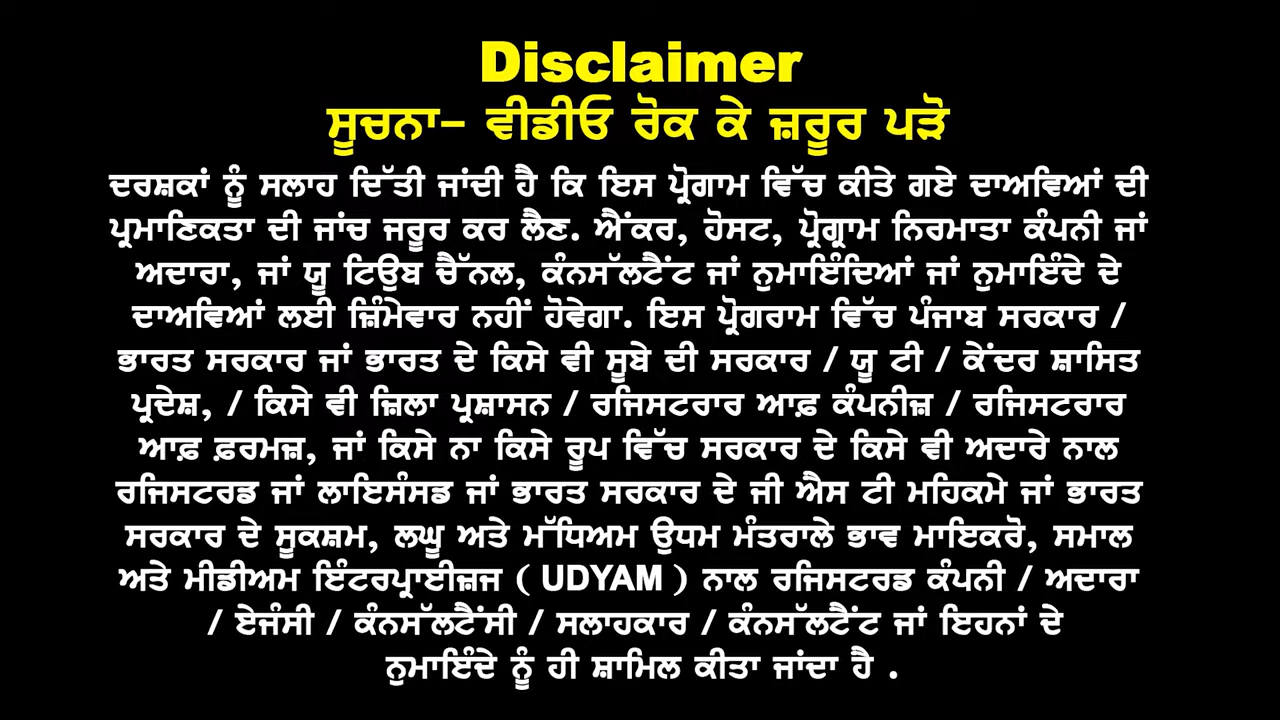 Disclaimer
ਸੂਚਨਾ- ਵੀਡੀਓ ਰੋਕ ਕੇ ਜ਼ਰੂਰ ਪੜੋ
ਦਰਸ਼ਕਾਂ ਨੂੰ ਸਲਾਹ ਦਿੱਤੀ ਜਾਂਦੀ ਹੈ ਕਿ ਇਸ ਪ੍ਰੋਗਾਮ ਵਿੱਚ ਕੀਤੇ ਗਏ ਦਾਅਵਿਆਂ ਦੀ
ਪ੍ਰਮਾਣਿਕਤਾ ਦੀ ਜਾਂਚ ਜਰੂਰ ਕਰ ਲੈਣ. ਐਂਕਰ, ਹੋਸਟ, ਪ੍ਰੋਗ੍ਰਾਮ ਨਿਰਮਾਤਾ ਕੰਪਨੀ ਜਾਂ
ਅਦਾਰਾ, ਜਾਂ ਯੂ ਟਿਊਬ ਚੈੱਨਲ, ਕੰਨਸੱਲਟੈਂਟ ਜਾਂ ਨੁਮਾਇੰਦਿਆਂ ਜਾਂ ਨੁਮਾਇੰਦੇ ਦੇ
ਦਾਅਵਿਆਂ ਲਈ ਜ਼ਿੰਮੇਵਾਰ ਨਹੀਂ ਹੋਵੇਗਾ. ਇਸ ਪ੍ਰੋਗਰਾਮ ਵਿੱਚ ਪੰਜਾਬ ਸਰਕਾਰ /
ਭਾਰਤ ਸਰਕਾਰ ਜਾਂ ਭਾਰਤ ਦੇ ਕਿਸੇ ਵੀ ਸੂਬੇ ਦੀ ਸਰਕਾਰ / ਯੂ ਟੀ / ਕੇਂਦਰ ਸ਼ਾਸਿਤ
ਪ੍ਰਦੇਸ਼, / ਕਿਸੇ ਵੀ ਜ਼ਿਲਾ ਪ੍ਰਸ਼ਾਸਨ / ਰਜਿਸਟਰਾਰ ਆਫ਼ ਕੰਪਨੀਜ਼ / ਰਜਿਸਟਰਾਰ
ਆਫ਼ ਫ਼ਰਮਜ਼, ਜਾਂ ਕਿਸੇ ਨਾ ਕਿਸੇ ਰੂਪ ਵਿੱਚ ਸਰਕਾਰ ਦੇ ਕਿਸੇ ਵੀ ਅਦਾਰੇ ਨਾਲ
ਰਜਿਸਟਰਡ ਜਾਂ ਲਾਇਸੰਸਡ ਜਾਂ ਭਾਰਤ ਸਰਕਾਰ ਦੇ ਜੀ ਐਸ ਟੀ ਮਹਿਕਮੇ ਜਾਂ ਭਾਰਤ
ਸਰਕਾਰ ਦੇ ਸੂਕਸ਼ਮ, ਲਘੂ ਅਤੇ ਮੱਧਿਅਮ ਉਧਮ ਮੰਤਰਾਲੇ ਭਾਵ ਮਾਇਕਰੋ, ਸਮਾਲ
ਅਤੇ ਮੀਡੀਅਮ ਇੰਟਰਪ੍ਰਾਈਜ਼ਜ ( UDYAM ) ਨਾਲ ਰਜਿਸਟਰਡ ਕੰਪਨੀ / ਅਦਾਰਾ
/ ਏਜੰਸੀ / ਕੰਨਸੱਲਟੈਂਸੀ / ਸਲਾਹਕਾਰ / ਕੰਨਸੱਲਟੈਂਟ ਜਾਂ ਇਹਨਾਂ ਦੇ
ਨੁਮਾਇੰਦੇ ਨੂੰ ਹੀ ਸ਼ਾਮਿਲ ਕੀਤਾ ਜਾਂਦਾ ਹੈ .